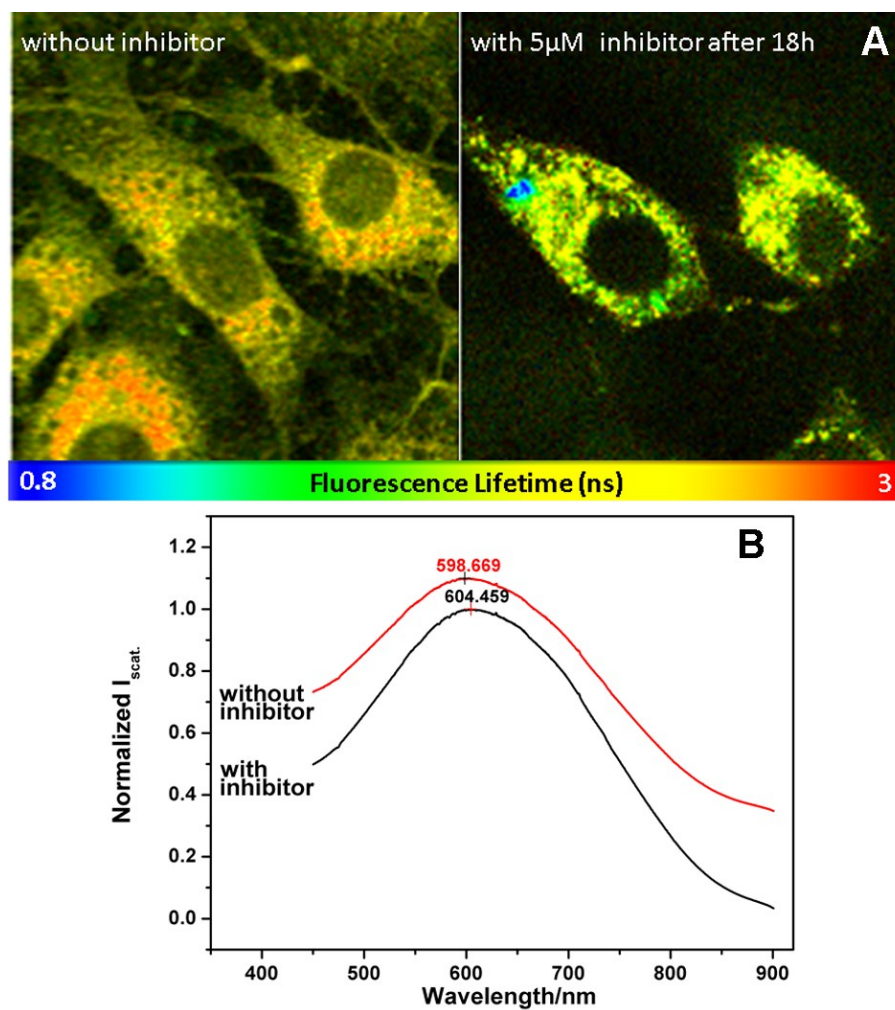 without inhibitor
with 5μM inhibitor after 18h
A
0.8
Fluorescence Lifetime (ns)
3
B
598.669
604.459
without
inhibitor
with
inhibitor
Normalized I scat.
1.2
1.0
0.8
0.6
0.4
0.2
0.0
400 500 600 700 800 900
Wavelength/nm